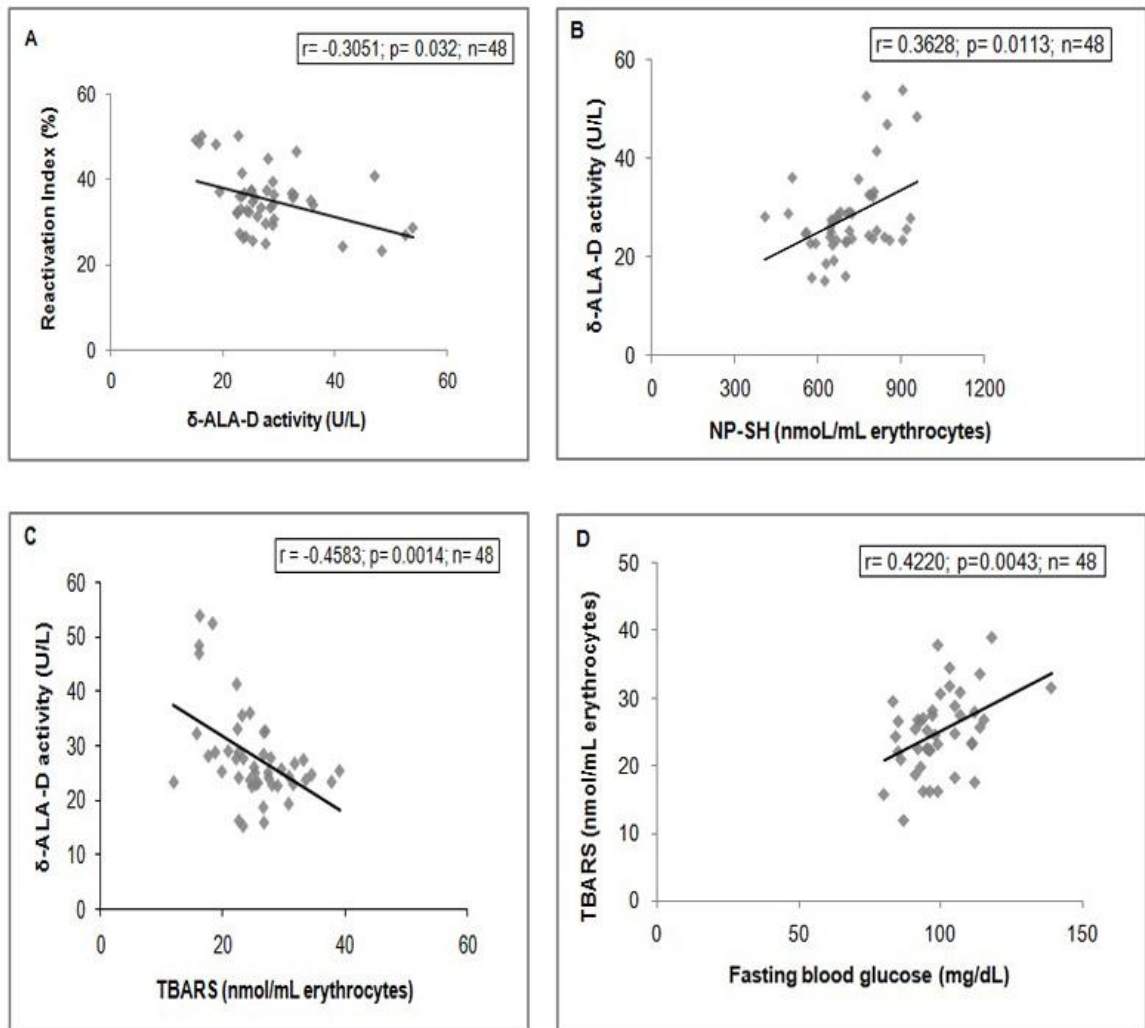 A
r= -0.3051; p= 0.032; n=48
Reactivation Index (%)
60
40
20
0
0 20 40 60
δ-ALA-D activity (U/L)
B
r= 0.3628; p= 0.0113; n=48
δ-ALA-D activity (U/L)
60
40
20
0
0 300 600 900 1200
NP-SH (nmoL/mL erythrocytes)
C
r = -0.4583; p= 0.0014; n= 48
δ-ALA-D activity (U/L)
60
50
40
30
20
10
0
0 20 40 60
TBARS (nmol/mL erythrocytes)
D
r= 0.4220; p=0.0043; n= 48
TBARS (nmol/mL erythrocytes)
50
40
30
20
10
0
0 50 100 150
Fasting blood glucose (mg/dL)